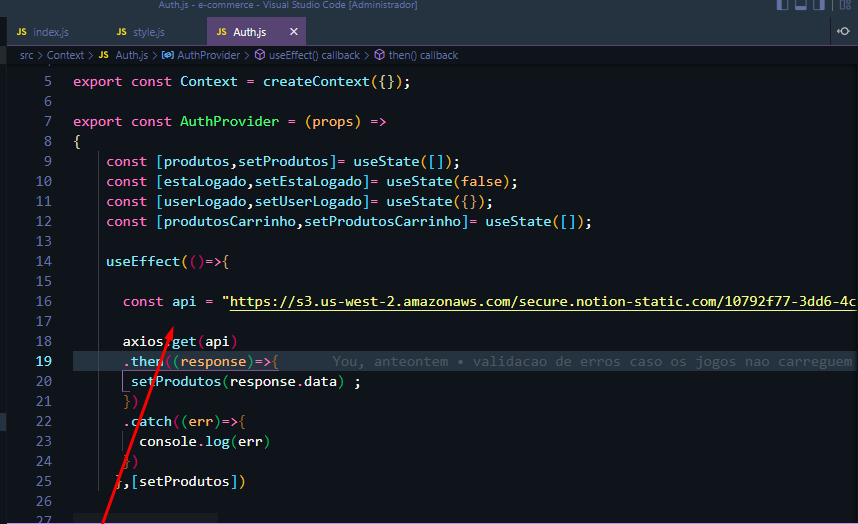 Auth.js - e-commerce - Visual Studio Code [Administrador]
JS index.js JS style.js JS Auth.js ×
src > Context > JS Auth.js > AuthProvider > useEffect() callback > then() callback
5 export const Context = createContext({});
6
7 export const AuthProvider = (props) =>
8 {
9 const [produtos,setProdutos]= useState([]);
10 const [estaLogado,setEstaLogado]= useState(false);
11 const [userLogado,setUserLogado]= useState({});
12 const [produtosCarrinho,setProdutosCarrinho]= useState([]);
13
14 useEffect(()=>{
15
16 const api = "https://s3.us-west-2.amazonaws.com/secure.notion-static.com/10792f77-3dd6-4c
17
18 axios.get(api)
19 .then((response)=>{ You, anteontem • validacao de erros caso os jogos nao carreguem
20 setProdutos(response.data) ;
21 })
22 .catch((err)=>{
23 console.log(err)
24 })
25 },[setProdutos])
26
27